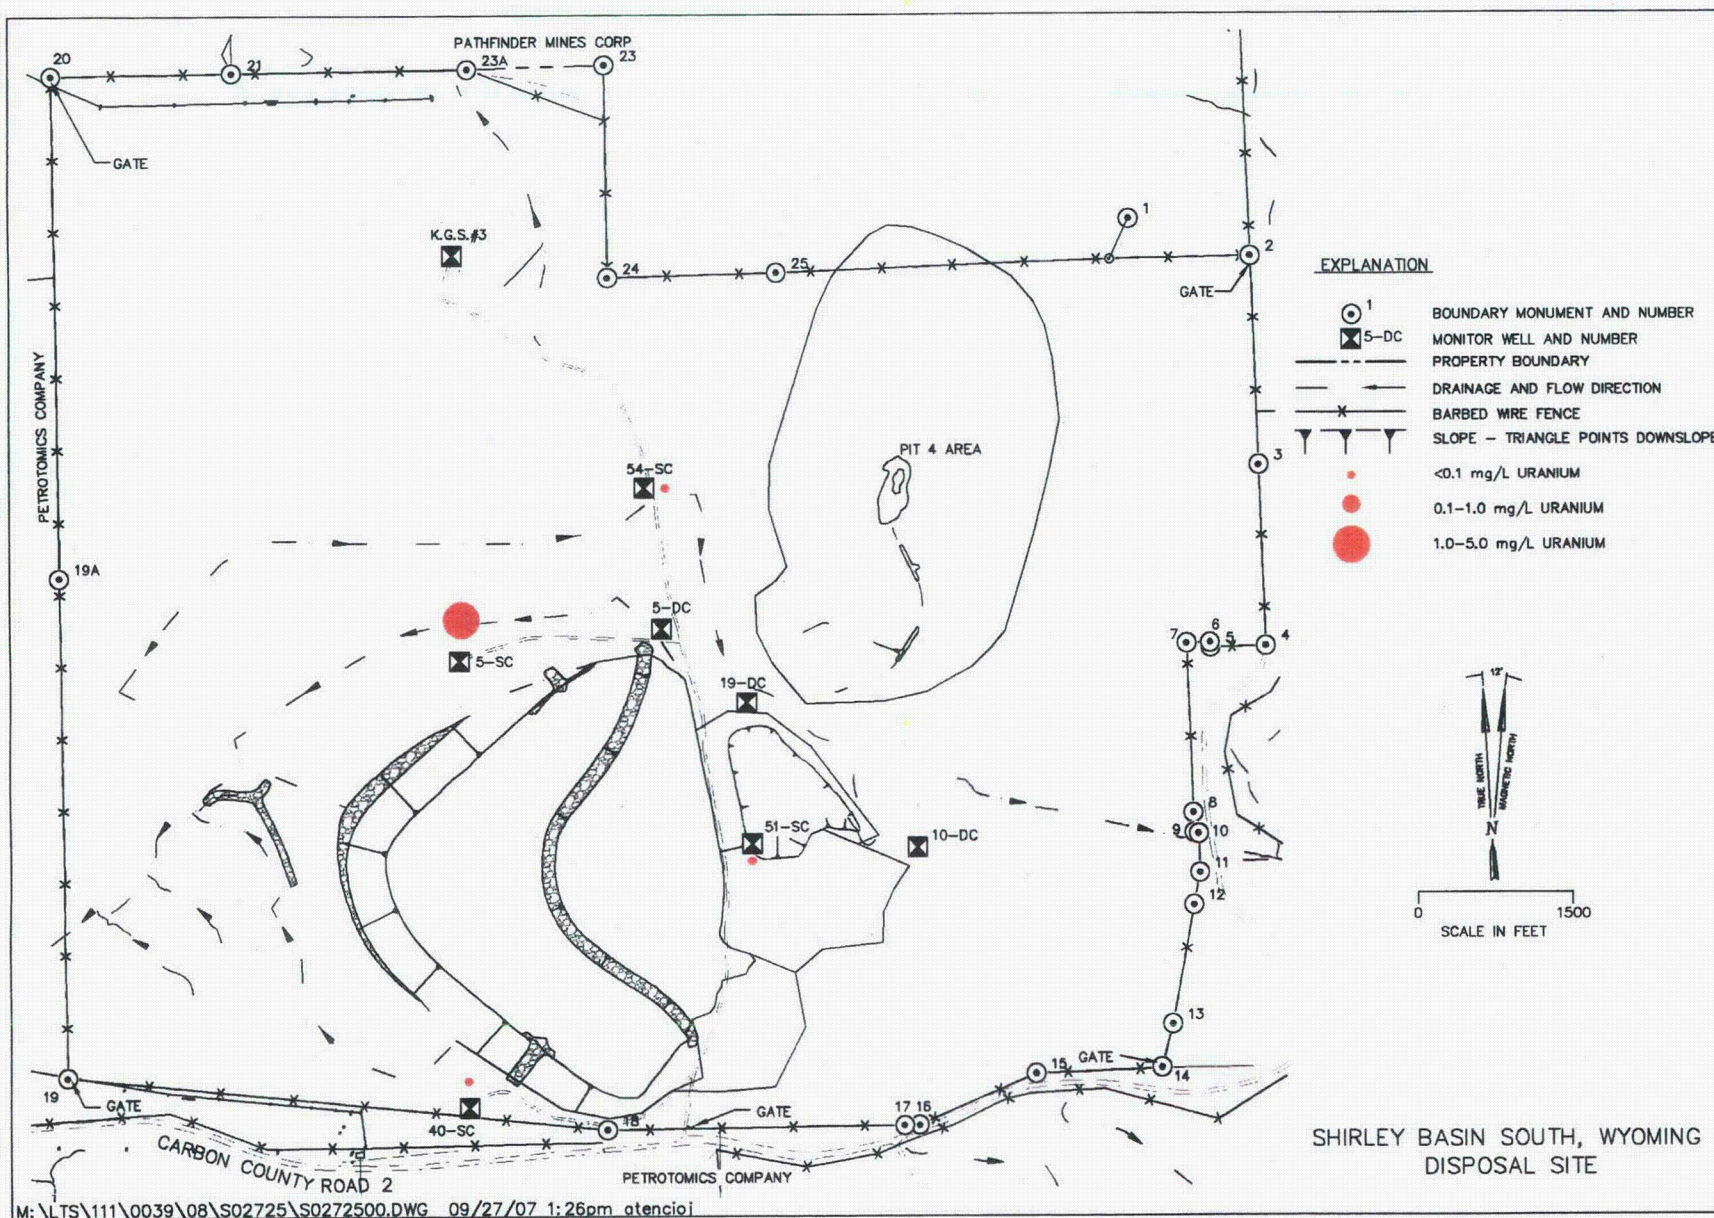 PATHFINDER MINES CORP
20
21
23A
23
GATE
K.G.S.#3
24
25
1
2
GATE
PETROTOMICS COMPANY
EXPLANATION
1 BOUNDARY MONUMENT AND NUMBER
5-DC MONITOR WELL AND NUMBER
PROPERTY BOUNDARY
DRAINAGE AND FLOW DIRECTION
BARBED WIRE FENCE
SLOPE – TRIANGLE POINTS DOWNSLOPE
<0.1 mg/L URANIUM
0.1–1.0 mg/L URANIUM
1.0–5.0 mg/L URANIUM
3
PIT 4 AREA
54-SC
19A
5-DC
5-SC
7
6
5
4
19-DC
12°
TRUE NORTH
MAGNETIC NORTH
N
8
9
10
51-SC
10-DC
11
12
0
1500
SCALE IN FEET
13
GATE
14
15
19
GATE
40-SC
18
GATE
17
16
CARBON COUNTY ROAD 2
PETROTOMICS COMPANY
SHIRLEY BASIN SOUTH, WYOMING
DISPOSAL SITE
M:\LTS\111\0039\08\S02725\S0272500.DWG 09/27/07 1:26pm atencioj